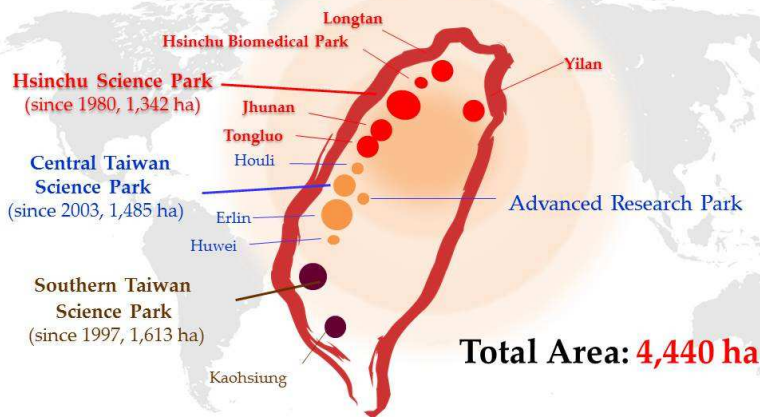 Longtan
Hsinchu Biomedical Park
Yilan
Hsinchu Science Park
(since 1980, 1,342 ha)
Jhunan
Tongluo
Houli
Central Taiwan
Science Park
(since 2003, 1,485 ha)
Advanced Research Park
Erlin
Huwei
Southern Taiwan
Science Park
(since 1997, 1,613 ha)
Total Area: 4,440 ha
Kaohsiung